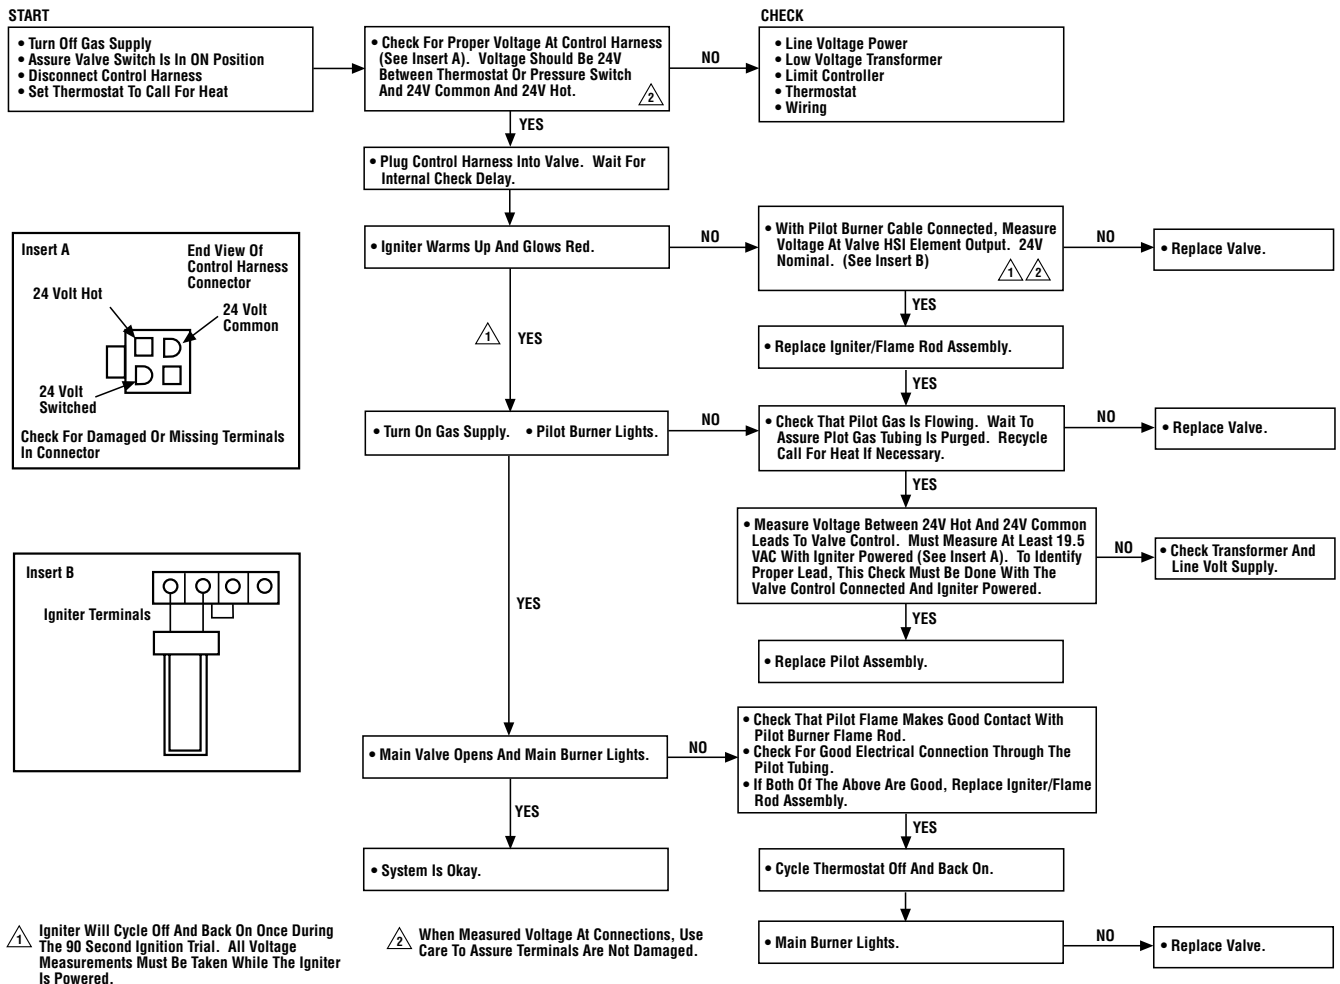 START
• Turn Off Gas Supply
• Assure Valve Switch Is In ON Position
• Disconnect Control Harness
• Set Thermostat To Call For Heat
• Check For Proper Voltage At Control Harness
(See Insert A). Voltage Should Be 24V
Between Thermostat Or Pressure Switch
And 24V Common And 24V Hot.
2
NO
CHECK
• Line Voltage Power
• Low Voltage Transformer
• Limit Controller
• Thermostat
• Wiring
YES
• Plug Control Harness Into Valve. Wait For
Internal Check Delay.
• Igniter Warms Up And Glows Red.
NO
• With Pilot Burner Cable Connected, Measure
Voltage At Valve HSI Element Output. 24V
Nominal. (See Insert B)
1 2
NO
• Replace Valve.
YES
• Replace Igniter/Flame Rod Assembly.
YES
Insert A
End View Of
Control Harness
Connector
24 Volt Hot
24 Volt
Common
24 Volt
Switched
Check For Damaged Or Missing Terminals
In Connector
1
YES
• Turn On Gas Supply. • Pilot Burner Lights.
NO
• Check That Pilot Gas Is Flowing. Wait To
Assure Plot Gas Tubing Is Purged. Recycle
Call For Heat If Necessary.
NO
• Replace Valve.
YES
• Measure Voltage Between 24V Hot And 24V Common
Leads To Valve Control. Must Measure At Least 19.5
VAC With Igniter Powered (See Insert A). To Identify
Proper Lead, This Check Must Be Done With The
Valve Control Connected And Igniter Powered.
NO
• Check Transformer And
Line Volt Supply.
YES
• Replace Pilot Assembly.
Insert B
Igniter Terminals
YES
• Main Valve Opens And Main Burner Lights.
NO
• Check That Pilot Flame Makes Good Contact With
Pilot Burner Flame Rod.
• Check For Good Electrical Connection Through The
Pilot Tubing.
• If Both Of The Above Are Good, Replace Igniter/Flame
Rod Assembly.
YES
• System Is Okay.
YES
• Cycle Thermostat Off And Back On.
• Main Burner Lights.
NO
• Replace Valve.
1 Igniter Will Cycle Off And Back On Once During
The 90 Second Ignition Trial. All Voltage
Measurements Must Be Taken While The Igniter
Is Powered.
2 When Measured Voltage At Connections, Use
Care To Assure Terminals Are Not Damaged.